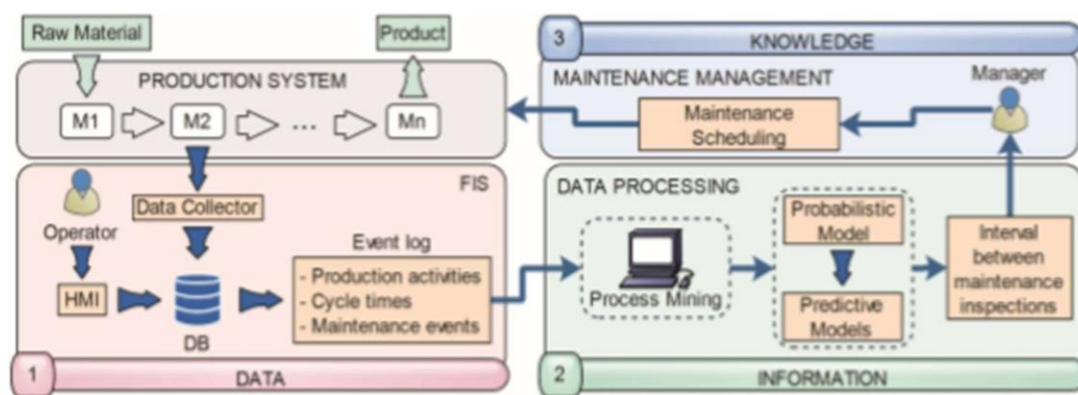 Raw Material
Product
PRODUCTION SYSTEM
M1
M2
...
Mn
FIS
Operator
Data Collector
HMI
DB
Event log
- Production activities
- Cycle times
- Maintenance events
1
DATA
3
KNOWLEDGE
MAINTENANCE MANAGEMENT
Manager
Maintenance
Scheduling
DATA PROCESSING
Process Mining
Probabilistic
Model
Predictive
Models
Interval
between
maintenance
inspections
2
INFORMATION